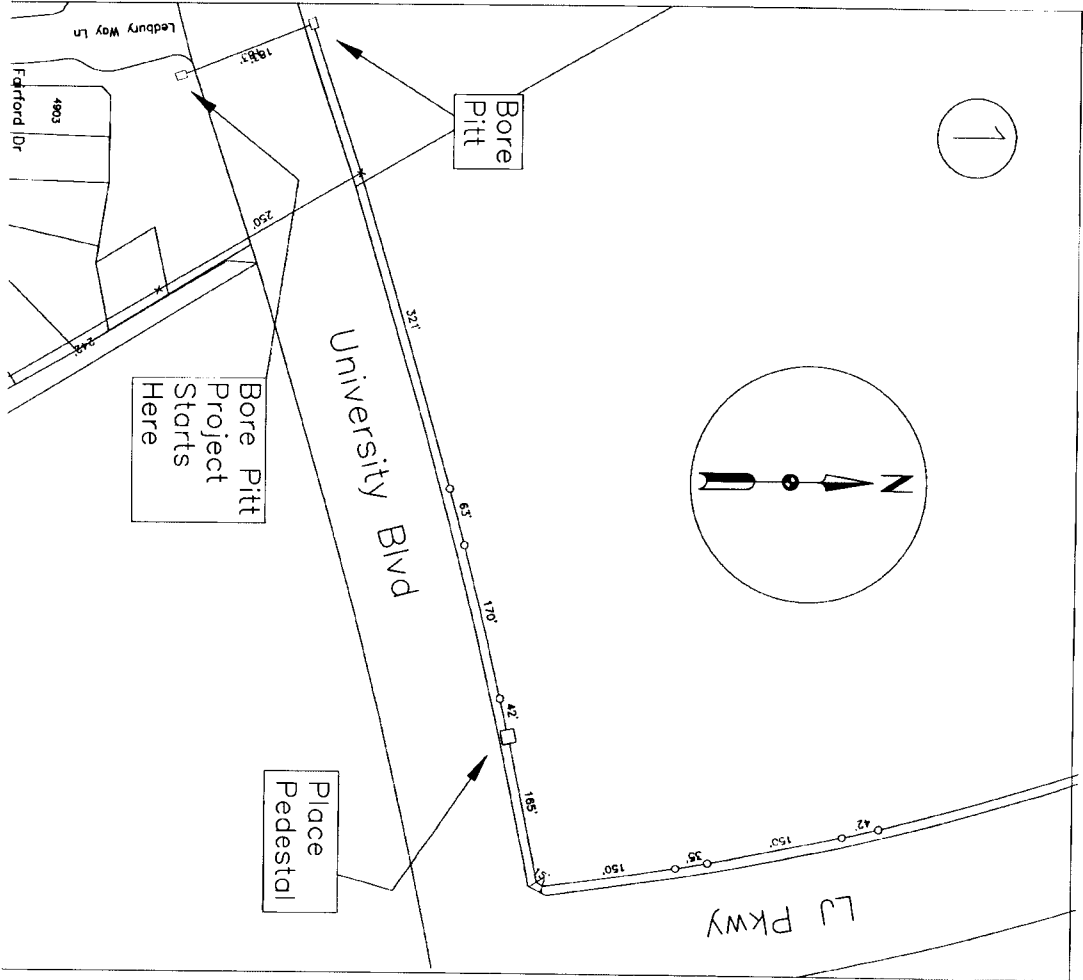 1
N
Bore
Pitt
Ledbury Way Ln
Fairford Dr
4903
250'
242'
321'
63'
170'
42'
165'
University Blvd
Bore Pitt
Project
Starts
Here
Place
Pedestal
150'
35'
150'
42'
LJ Pkwy